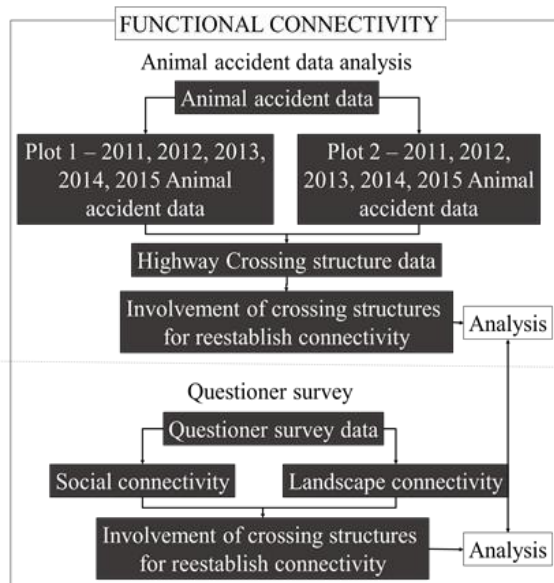 FUNCTIONAL CONNECTIVITY
Animal accident data analysis
Animal accident data
Plot 1 – 2011, 2012, 2013,
2014, 2015 Animal
accident data
Plot 2 – 2011, 2012,
2013, 2014, 2015 Animal
accident data
Highway Crossing structure data
Involvement of crossing structures
for reestablish connectivity
Analysis
Questioner survey
Questioner survey data
Social connectivity
Landscape connectivity
Involvement of crossing structures
for reestablish connectivity
Analysis